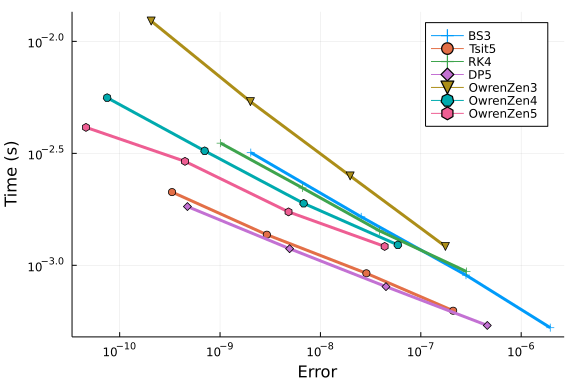 10⁻²·⁰
10⁻²·⁵
10⁻³·⁰
Time (s)
BS3
Tsit5
RK4
DP5
OwrenZen3
OwrenZen4
OwrenZen5
10⁻¹⁰ 10⁻⁹ 10⁻⁸ 10⁻⁷ 10⁻⁶
Error